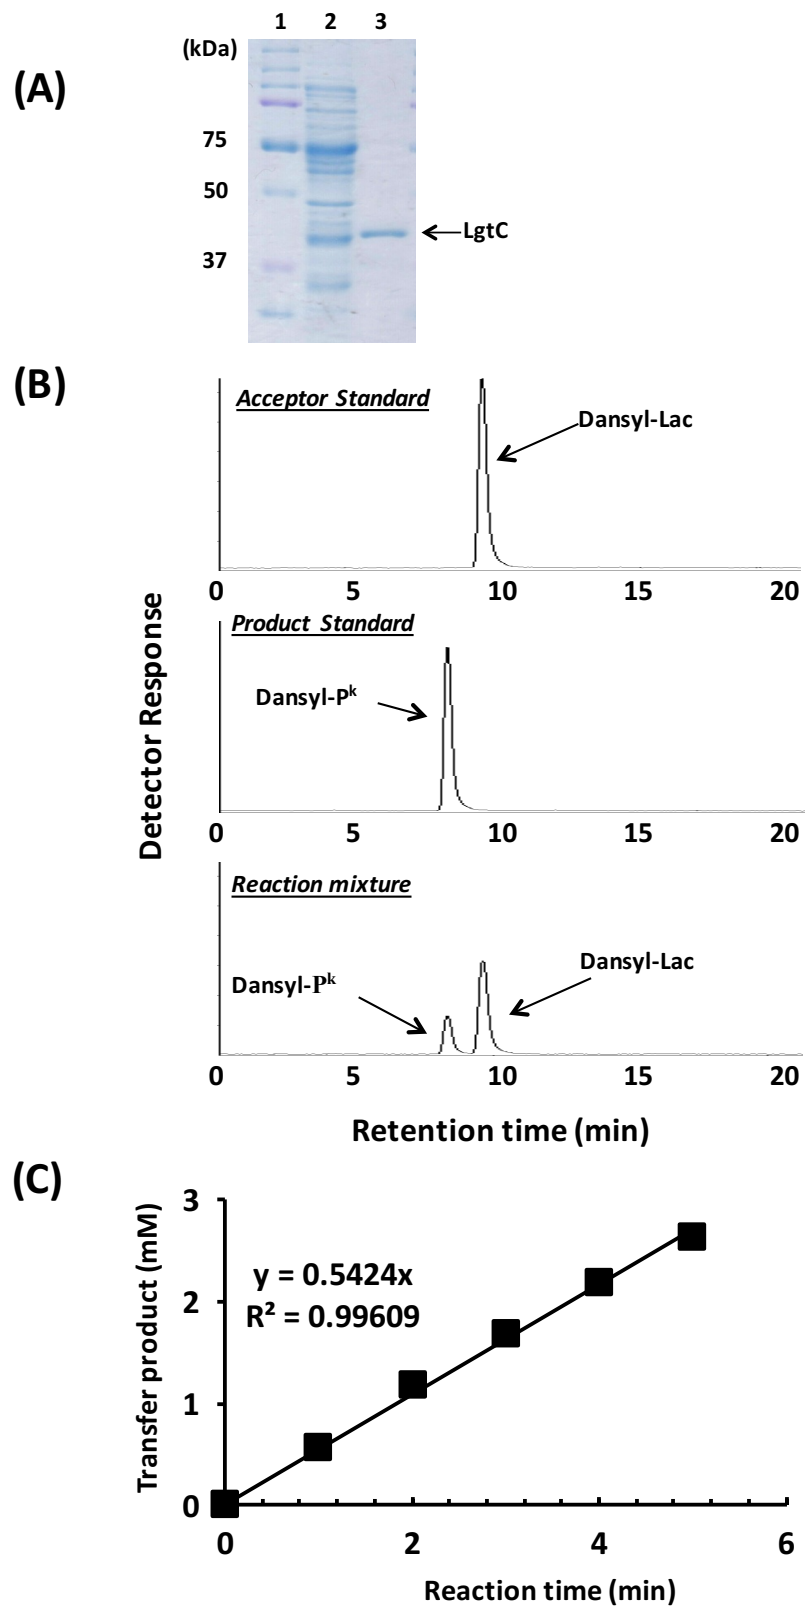 (A)
1 2 3
(kDa)
75
50
37
LgtC
(B)
Detector Response
Acceptor Standard
Dansyl-Lac
0 5 10 15 20
Product Standard
Dansyl-Pᵏ
0 5 10 15 20
Reaction mixture
Dansyl-Pᵏ
Dansyl-Lac
0 5 10 15 20
Retention time (min)
(C)
Transfer product (mM)
3
2
1
0
y = 0.5424x
R² = 0.99609
0 2 4 6
Reaction time (min)